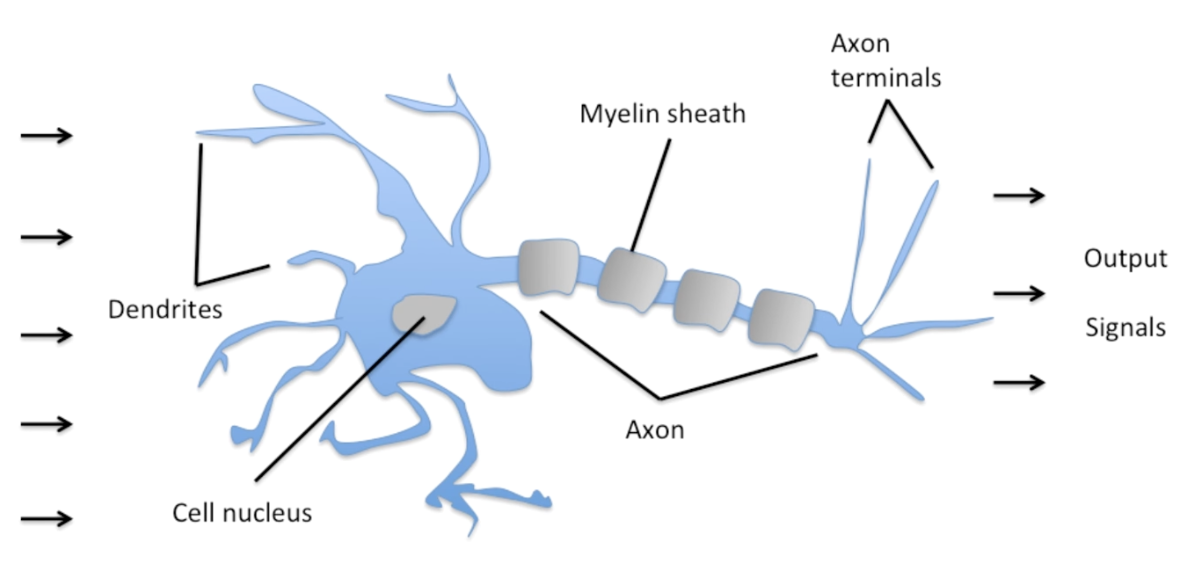 Axon
terminals
Myelin sheath
Output
Dendrites
Signals
Axon
Cell nucleus